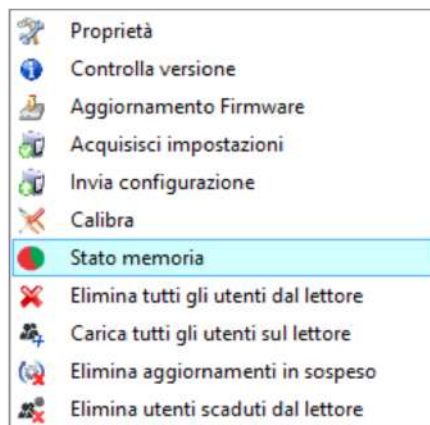 Proprietà
Controlla versione
Aggiornamento Firmware
Acquisisci impostazioni
Invia configurazione
Calibra
Stato memoria
Elimina tutti gli utenti dal lettore
Carica tutti gli utenti sul lettore
Elimina aggiornamenti in sospeso
Elimina utenti scaduti dal lettore